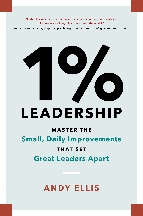 1%
LEADERSHIP
MASTER THE
Small, Daily Improvements
THAT SET
Great Leaders Apart
ANDY ELLIS